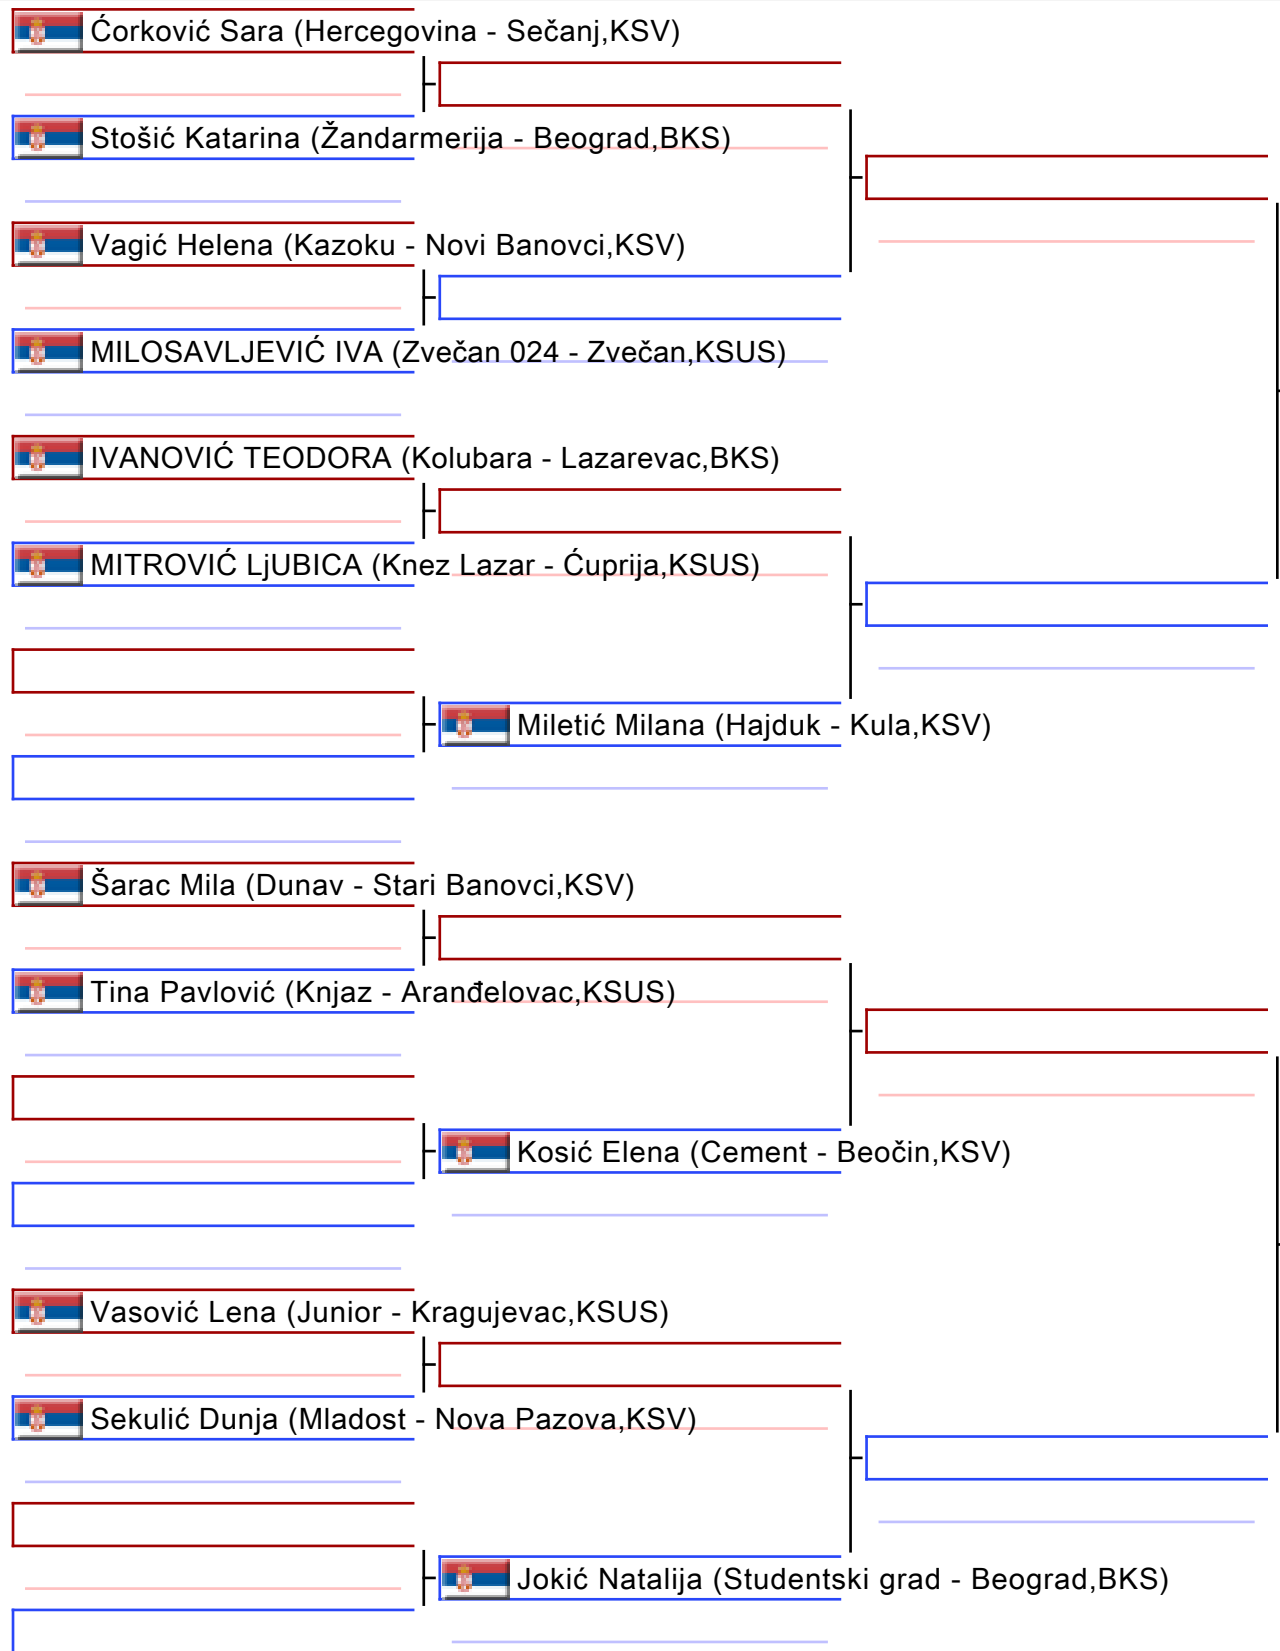 Ćorković Sara (Hercegovina - Sečanj,KSV)
Stošić Katarina (Žandarmerija - Beograd,BKS)
Vagić Helena (Kazoku - Novi Banovci,KSV)
MILOSAVLJEVIĆ IVA (Zvečan 024 - Zvečan,KSUS)
IVANOVIĆ TEODORA (Kolubara - Lazarevac,BKS)
MITROVIĆ LjUBICA (Knez Lazar - Ćuprija,KSUS)
Miletić Milana (Hajduk - Kula,KSV)
Šarac Mila (Dunav - Stari Banovci,KSV)
Tina Pavlović (Knjaz - Aranđelovac,KSUS)
Kosić Elena (Cement - Beočin,KSV)
Vasović Lena (Junior - Kragujevac,KSUS)
Sekulić Dunja (Mladost - Nova Pazova,KSV)
Jokić Natalija (Studentski grad - Beograd,BKS)